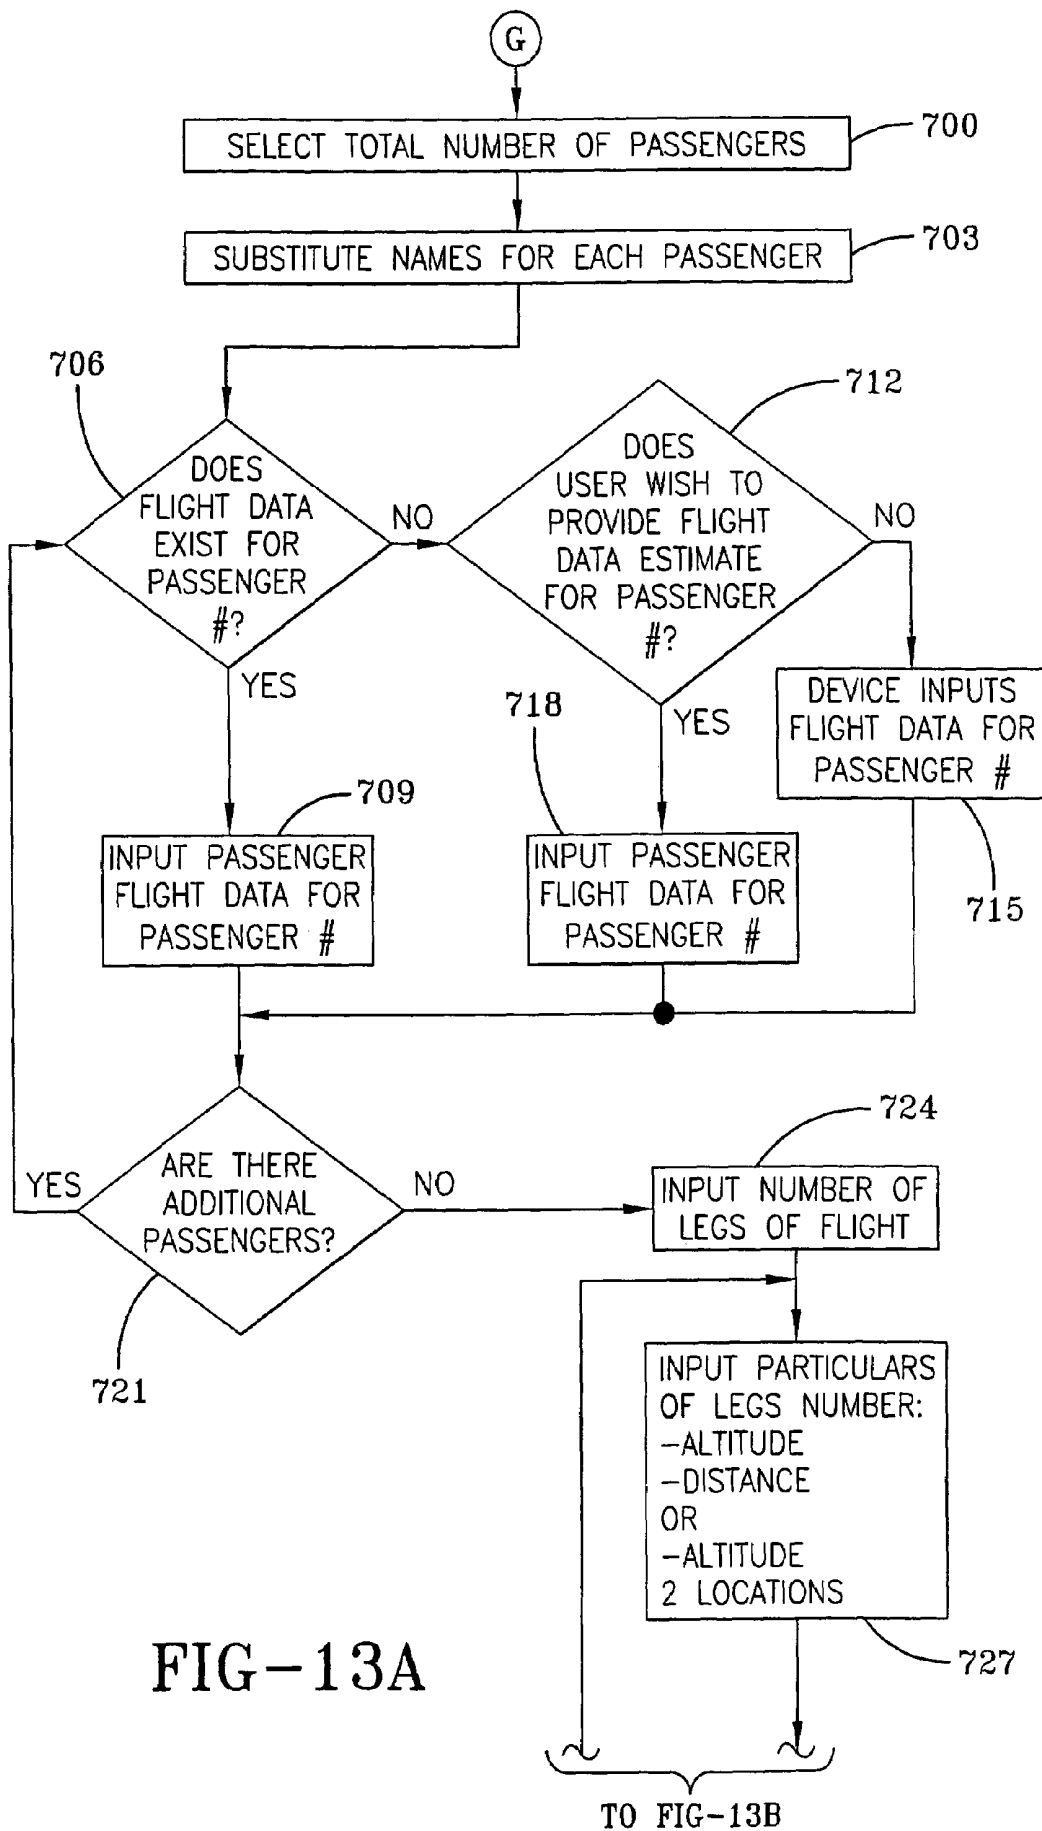 G
SELECT TOTAL NUMBER OF PASSENGERS
700
SUBSTITUTE NAMES FOR EACH PASSENGER
703
706
DOES
FLIGHT DATA
EXIST FOR
PASSENGER
#?
NO
YES
712
DOES
USER WISH TO
PROVIDE FLIGHT
DATA ESTIMATE
FOR PASSENGER
#?
NO
YES
DEVICE INPUTS
FLIGHT DATA FOR
PASSENGER #
715
709
INPUT PASSENGER
FLIGHT DATA FOR
PASSENGER #
718
INPUT PASSENGER
FLIGHT DATA FOR
PASSENGER #
YES
ARE THERE
ADDITIONAL
PASSENGERS?
NO
721
724
INPUT NUMBER OF
LEGS OF FLIGHT
INPUT PARTICULARS
OF LEGS NUMBER:
-ALTITUDE
-DISTANCE
OR
-ALTITUDE
2 LOCATIONS
727
FIG-13A
TO FIG-13B